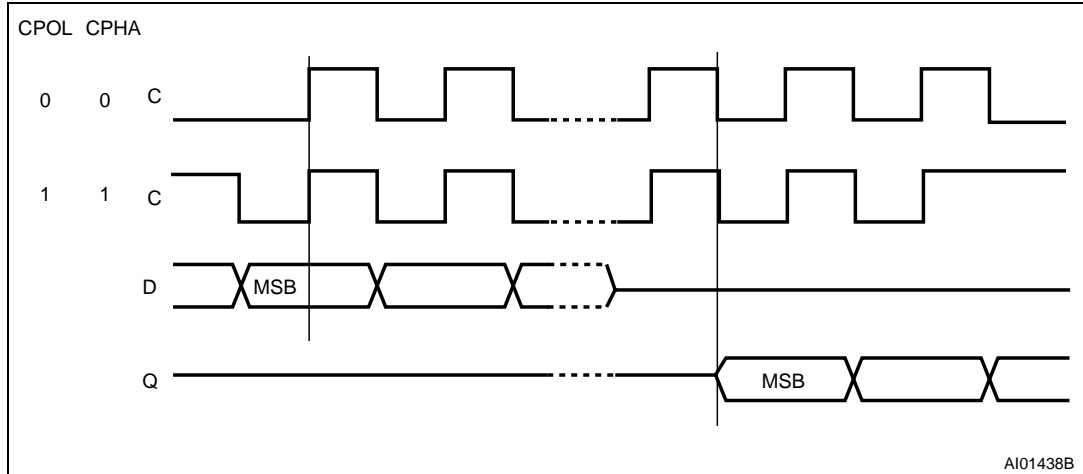 CPOL CPHA
0 0 C
1 1 C
D MSB
Q MSB
AI01438B